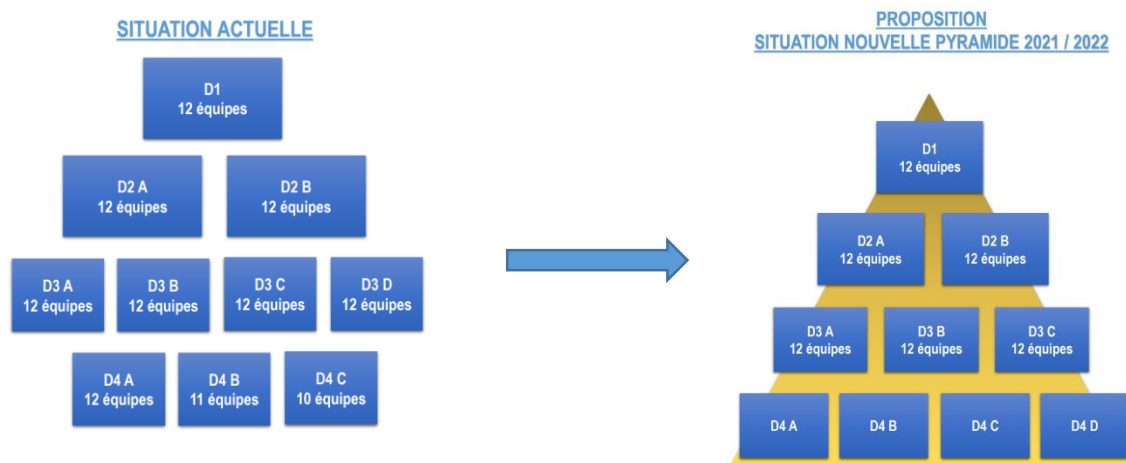 SITUATION ACTUELLE
D1
12 équipes
D2 A
12 équipes
D2 B
12 équipes
D3 A
12 équipes
D3 B
12 équipes
D3 C
12 équipes
D3 D
12 équipes
D4 A
12 équipes
D4 B
11 équipes
D4 C
10 équipes
PROPOSITION
SITUATION NOUVELLE PYRAMIDE 2021 / 2022
D1
12 équipes
D2 A
12 équipes
D2 B
12 équipes
D3 A
12 équipes
D3 B
12 équipes
D3 C
12 équipes
D4 A
D4 B
D4 C
D4 D